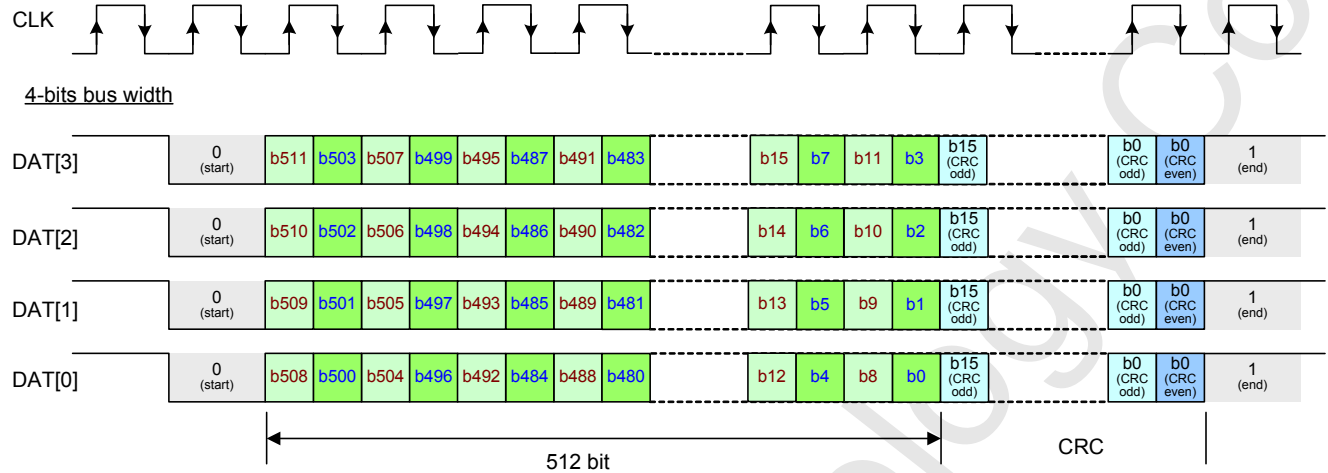 CLK
4-bits bus width
DAT[3] 0 (start) b511 b503 b507 b499 b495 b487 b491 b483 b15 b7 b11 b3 b15 (CRC odd) b0 (CRC odd) b0 (CRC even) 1 (end)
DAT[2] 0 (start) b510 b502 b506 b498 b494 b486 b490 b482 b14 b6 b10 b2 b15 (CRC odd) b0 (CRC odd) b0 (CRC even) 1 (end)
DAT[1] 0 (start) b509 b501 b505 b497 b493 b485 b489 b481 b13 b5 b9 b1 b15 (CRC odd) b0 (CRC odd) b0 (CRC even) 1 (end)
DAT[0] 0 (start) b508 b500 b504 b496 b492 b484 b488 b480 b12 b4 b8 b0 b15 (CRC odd) b0 (CRC odd) b0 (CRC even) 1 (end)
512 bit CRC